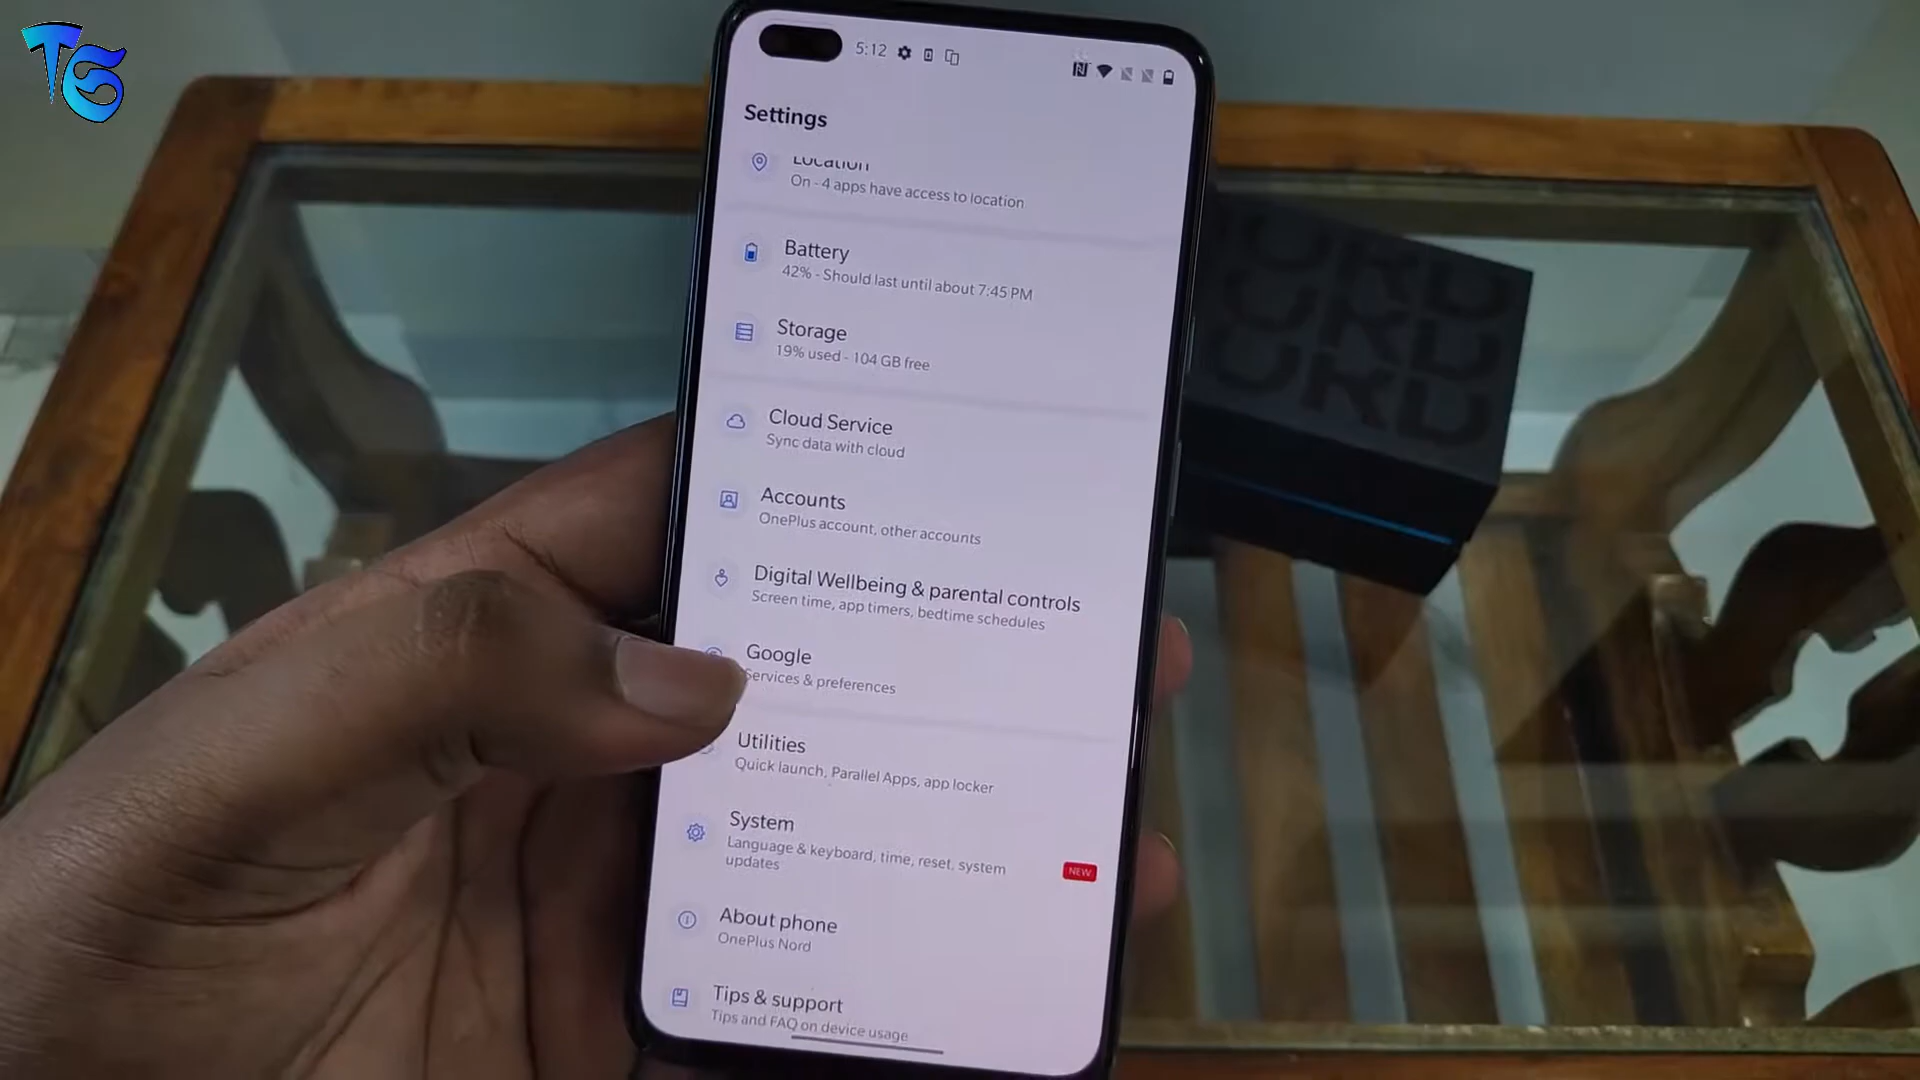 TS
5:12
Settings
Location
On - 4 apps have access to location
Battery
42% - Should last until about 7:45 PM
Storage
19% used - 104 GB free
Cloud Service
Sync data with cloud
Accounts
OnePlus account, other accounts
Digital Wellbeing & parental controls
Screen time, app timers, bedtime schedules
Google
Services & preferences
Utilities
Quick launch, Parallel Apps, app locker
System
Language & keyboard, time, reset, system
updates
NEW
About phone
OnePlus Nord
Tips & support
Tips and FAQ on device usage